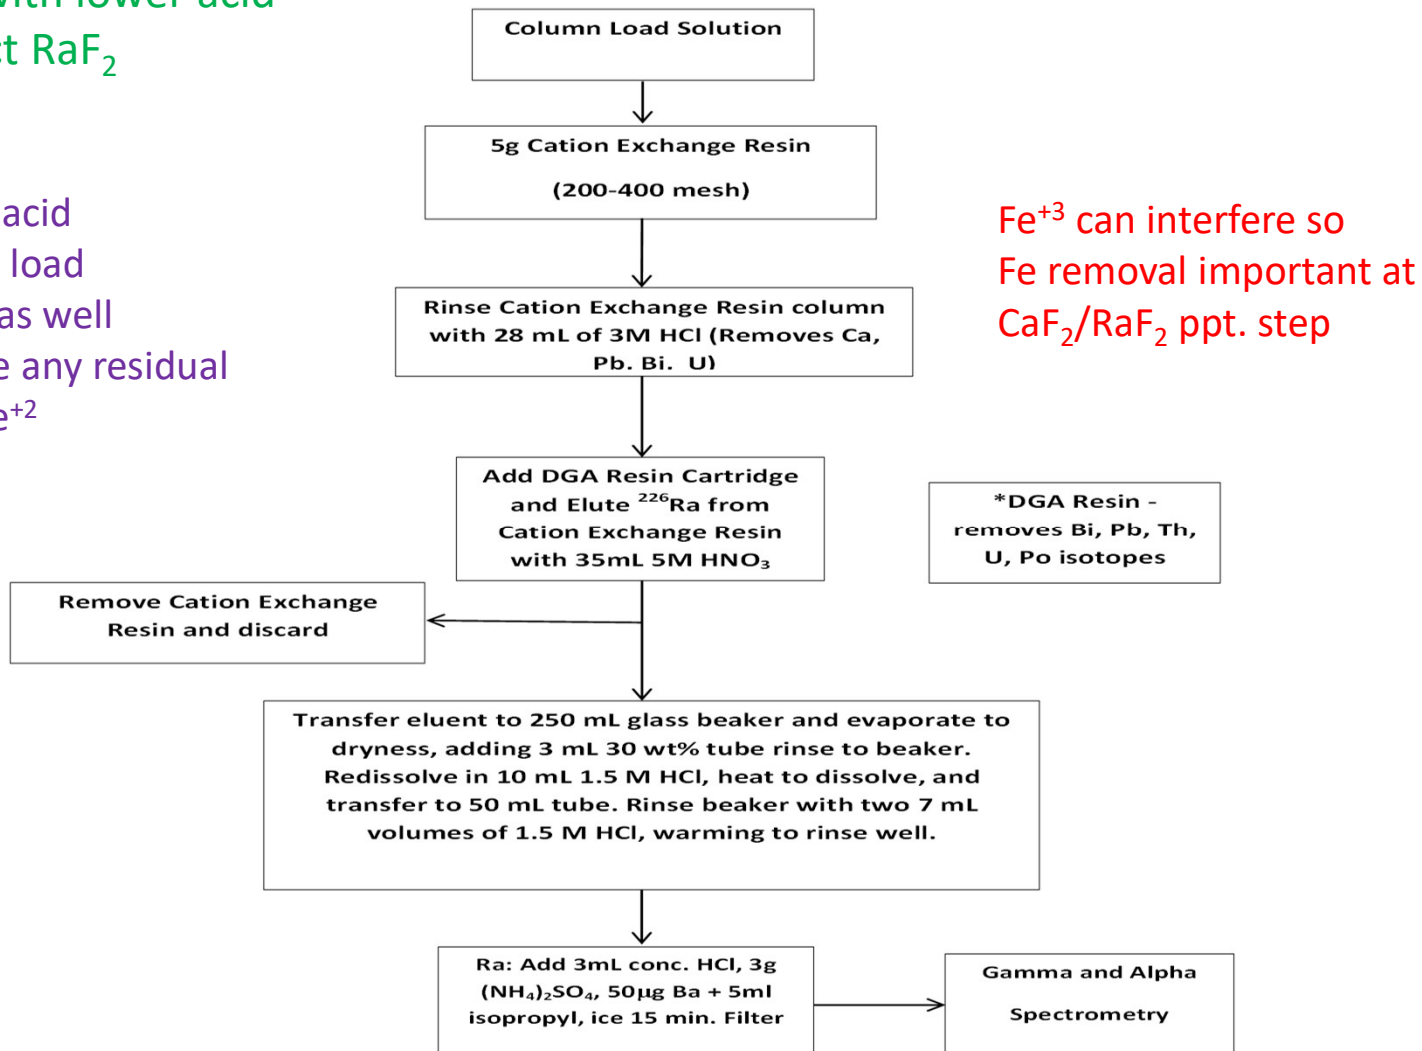 with lower acid
ct RaF₂
acid
load
as well
e any residual
e⁺²
Column Load Solution
5g Cation Exchange Resin
(200-400 mesh)
Fe⁺³ can interfere so
Fe removal important at
CaF₂/RaF₂ ppt. step
Rinse Cation Exchange Resin column
with 28 mL of 3M HCl (Removes Ca,
Pb. Bi. U)
Add DGA Resin Cartridge
and Elute ²²⁶Ra from
Cation Exchange Resin
with 35mL 5M HNO₃
*DGA Resin -
removes Bi, Pb, Th,
U, Po isotopes
Remove Cation Exchange
Resin and discard
Transfer eluent to 250 mL glass beaker and evaporate to
dryness, adding 3 mL 30 wt% tube rinse to beaker.
Redissolve in 10 mL 1.5 M HCl, heat to dissolve, and
transfer to 50 mL tube. Rinse beaker with two 7 mL
volumes of 1.5 M HCl, warming to rinse well.
Ra: Add 3mL conc. HCl, 3g
(NH₄)₂SO₄, 50µg Ba + 5ml
isopropyl, ice 15 min. Filter
Gamma and Alpha
Spectrometry